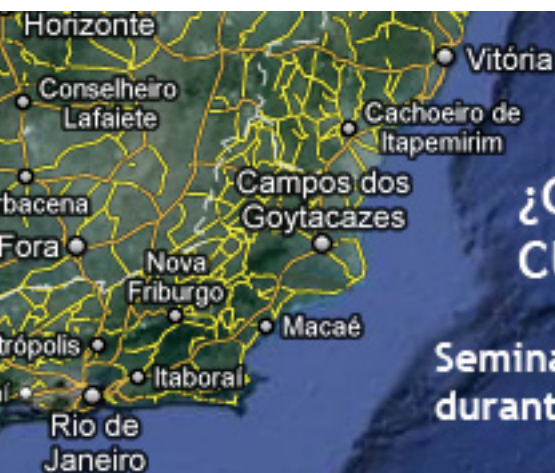 Horizonte
Vitória
Conselheiro
Lafaiete
Cachoeiro de
Itapemirim
Campos dos
Goytacazes
rbacena
Fora
Nova
Friburgo
Macaé
trópolis
Itaboraí
Rio de
Janeiro
Semina
durant